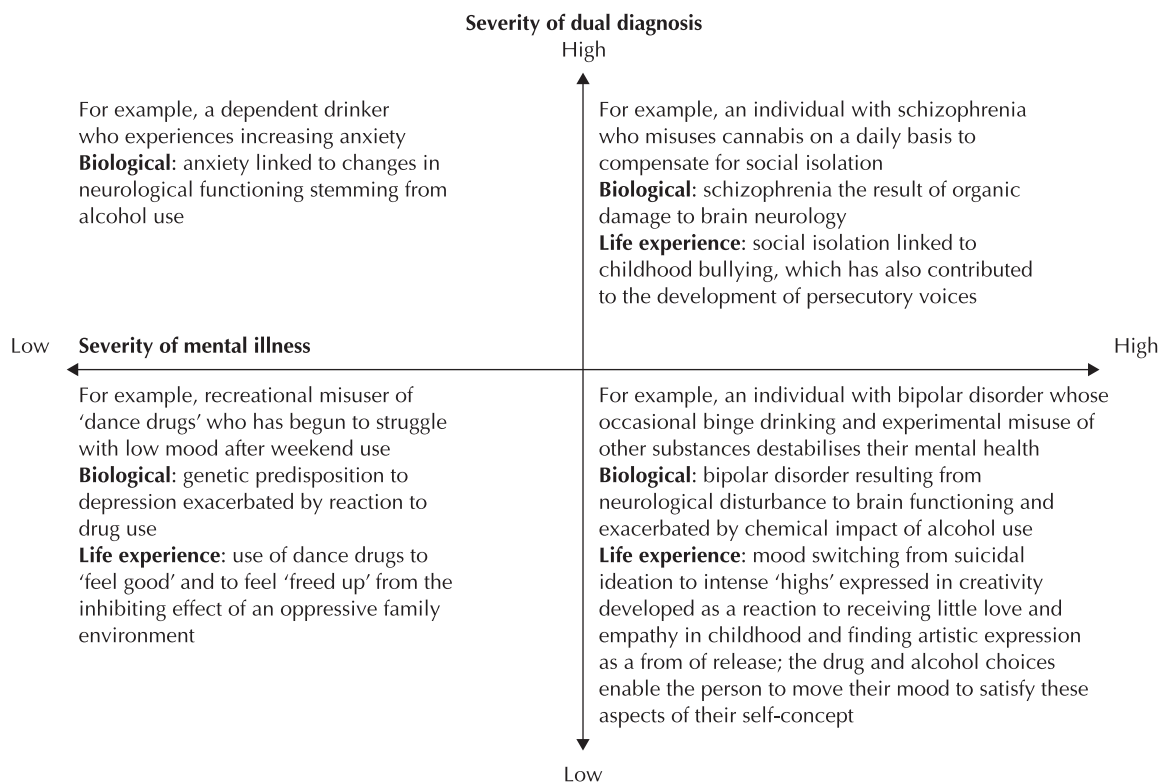 Severity of dual diagnosis
High
For example, a dependent drinker
who experiences increasing anxiety
Biological: anxiety linked to changes in
neurological functioning stemming from
alcohol use
For example, an individual with schizophrenia
who misuses cannabis on a daily basis to
compensate for social isolation
Biological: schizophrenia the result of organic
damage to brain neurology
Life experience: social isolation linked to
childhood bullying, which has also contributed
to the development of persecutory voices
Low
Severity of mental illness
High
For example, recreational misuser of
‘dance drugs’ who has begun to struggle
with low mood after weekend use
Biological: genetic predisposition to
depression exacerbated by reaction to
drug use
Life experience: use of dance drugs to
‘feel good’ and to feel ‘freed up’ from the
inhibiting effect of an oppressive family
environment
For example, an individual with bipolar disorder whose
occasional binge drinking and experimental misuse of
other substances destabilises their mental health
Biological: bipolar disorder resulting from
neurological disturbance to brain functioning and
exacerbated by chemical impact of alcohol use
Life experience: mood switching from suicidal
ideation to intense ‘highs’ expressed in creativity
developed as a reaction to receiving little love and
empathy in childhood and finding artistic expression
as a from of release; the drug and alcohol choices
enable the person to move their mood to satisfy these
aspects of their self-concept
Low